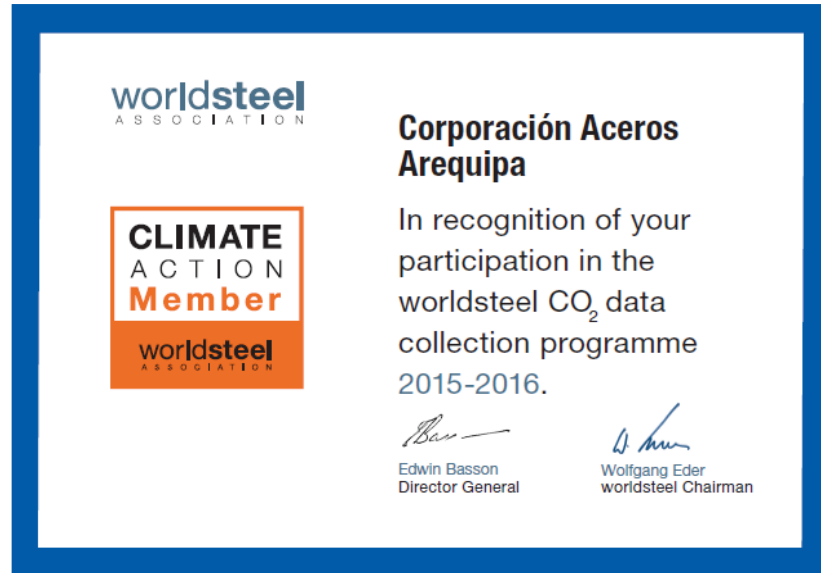 worldsteel
ASSOCIATION
CLIMATE
ACTION
Member
worldsteel
ASSOCIATION
Corporación Aceros
Arequipa
In recognition of your
participation in the
worldsteel CO₂ data
collection programme
2015-2016.
Edwin Basson
Director General
Wolfgang Eder
worldsteel Chairman